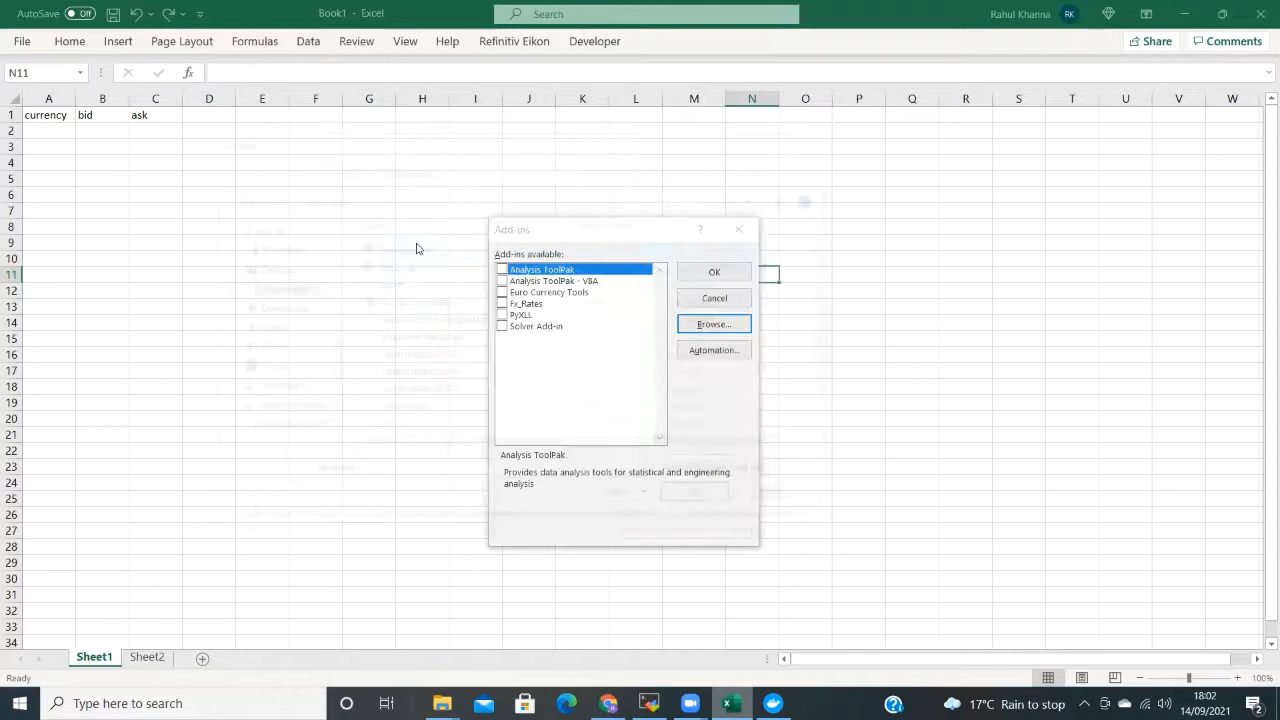 AutoSave Off Book1 - Excel Search Rahul Khanna RK
File Home Insert Page Layout Formulas Data Review View Help Refinitiv Eikon Developer Share Comments
N11 fx
A B C D E F G H I J K L M N O P Q R S T U V W
1 currency bid ask
2
3
4
5
6
7
8
9
10
11
12
13
14
15
16
17
18
19
20
21
22
23
24
25
26
27
28
29
30
31
32
33
34
Add-ins ?
Add-ins available:
Analysis ToolPak
Analysis ToolPak - VBA
Euro Currency Tools
Fx_Rates
PyXLL
Solver Add-in
OK
Cancel
Browse...
Automation...
Analysis ToolPak
Provides data analysis tools for statistical and engineering
analysis
Sheet1 Sheet2
Ready 100%
Type here to search 17°C Rain to stop 18:02
14/09/2021 2